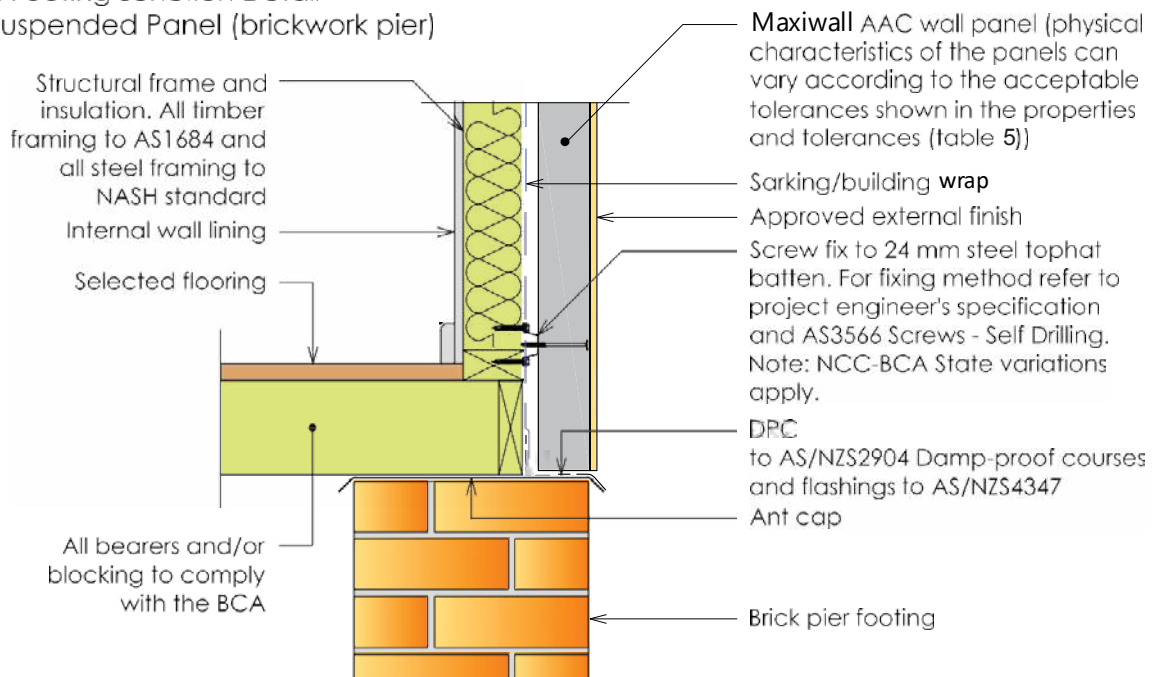 uspended Panel (brickwork pier)
Structural frame and
insulation. All timber
framing to AS1684 and
all steel framing to
NASH standard
Internal wall lining
Selected flooring
All bearers and/or
blocking to comply
with the BCA
Maxiwall AAC wall panel (physical
characteristics of the panels can
vary according to the acceptable
tolerances shown in the properties
and tolerances (table 5))
Sarking/building wrap
Approved external finish
Screw fix to 24 mm steel tophat
batten. For fixing method refer to
project engineer's specification
and AS3566 Screws - Self Drilling.
Note: NCC-BCA State variations
apply.
DPC
to AS/NZS2904 Damp-proof courses
and flashings to AS/NZS4347
Ant cap
Brick pier footing